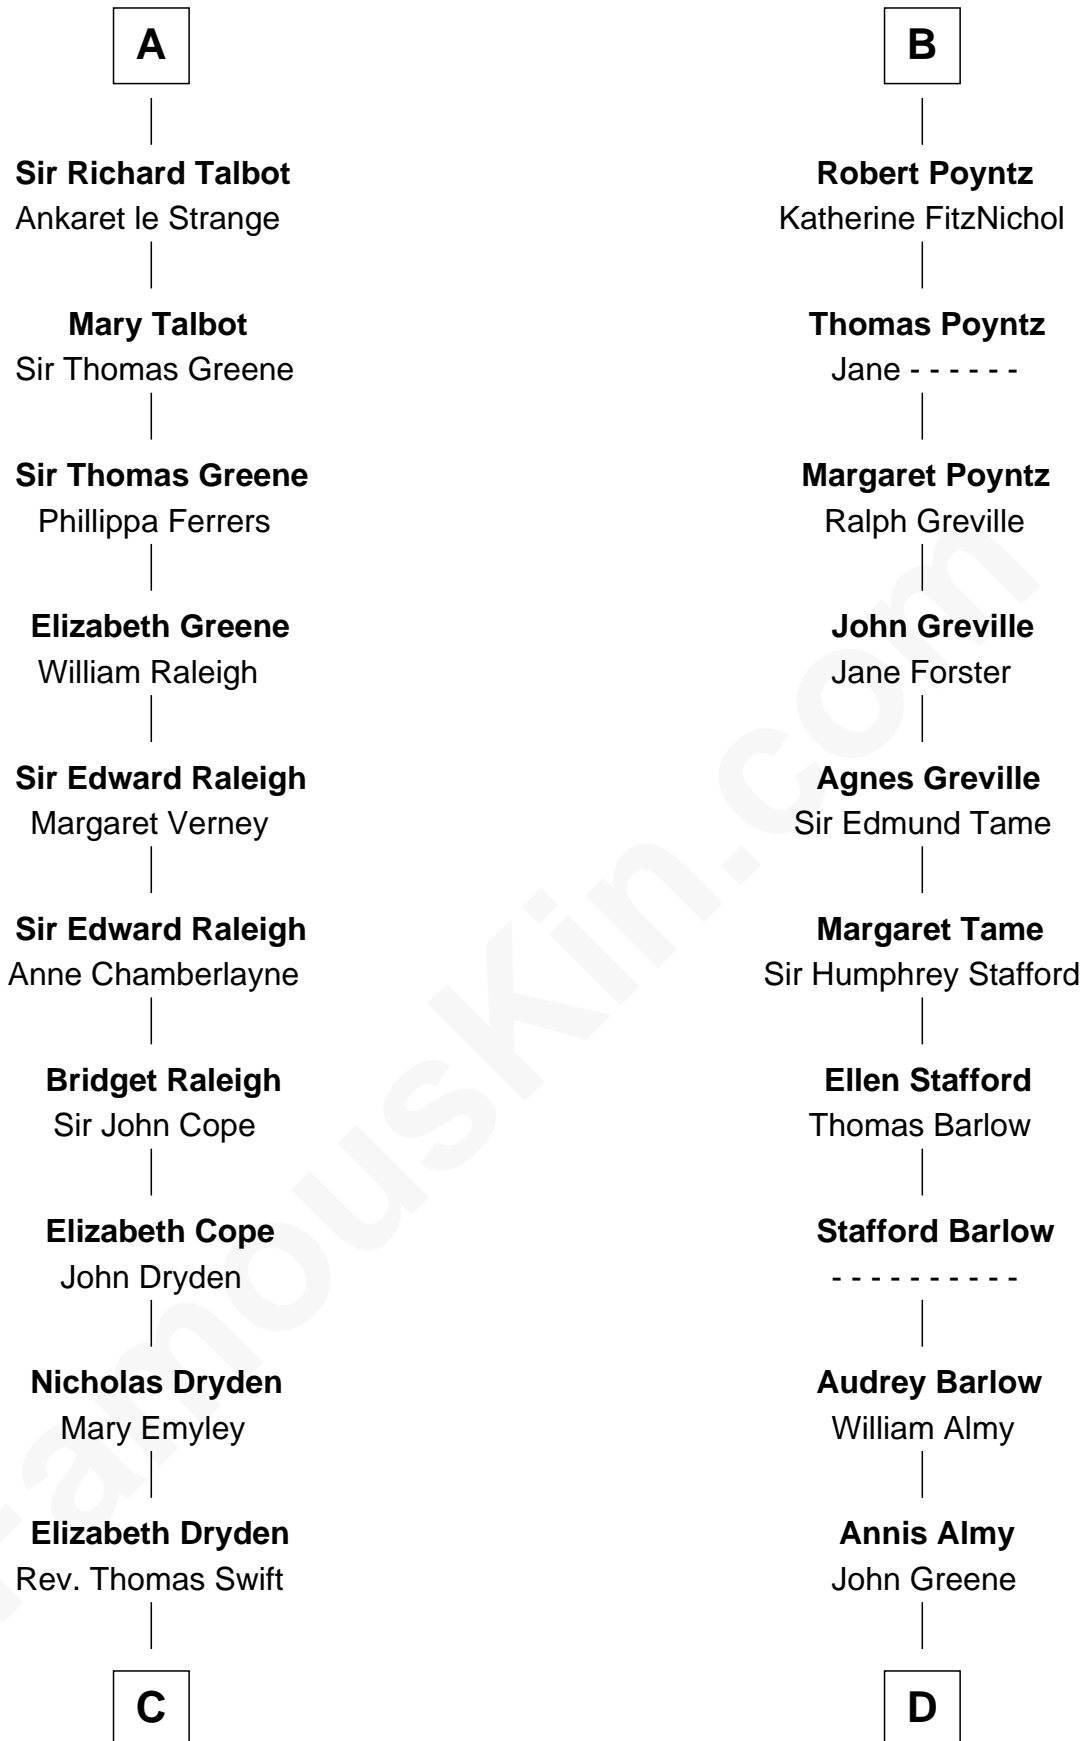 A
Sir Richard Talbot
Ankaret le Strange
Mary Talbot
Sir Thomas Greene
Sir Thomas Greene
Phillippa Ferrers
Elizabeth Greene
William Raleigh
Sir Edward Raleigh
Margaret Verney
Sir Edward Raleigh
Anne Chamberlayne
Bridget Raleigh
Sir John Cope
Elizabeth Cope
John Dryden
Nicholas Dryden
Mary Emyley
Elizabeth Dryden
Rev. Thomas Swift
C
B
Robert Poyntz
Katherine FitzNichol
Thomas Poyntz
Jane - - - - - -
Margaret Poyntz
Ralph Greville
John Greville
Jane Forster
Agnes Greville
Sir Edmund Tame
Margaret Tame
Sir Humphrey Stafford
Ellen Stafford
Thomas Barlow
Stafford Barlow
- - - - - - - - - -
Audrey Barlow
William Almy
Annis Almy
John Greene
D
FamousKin.com